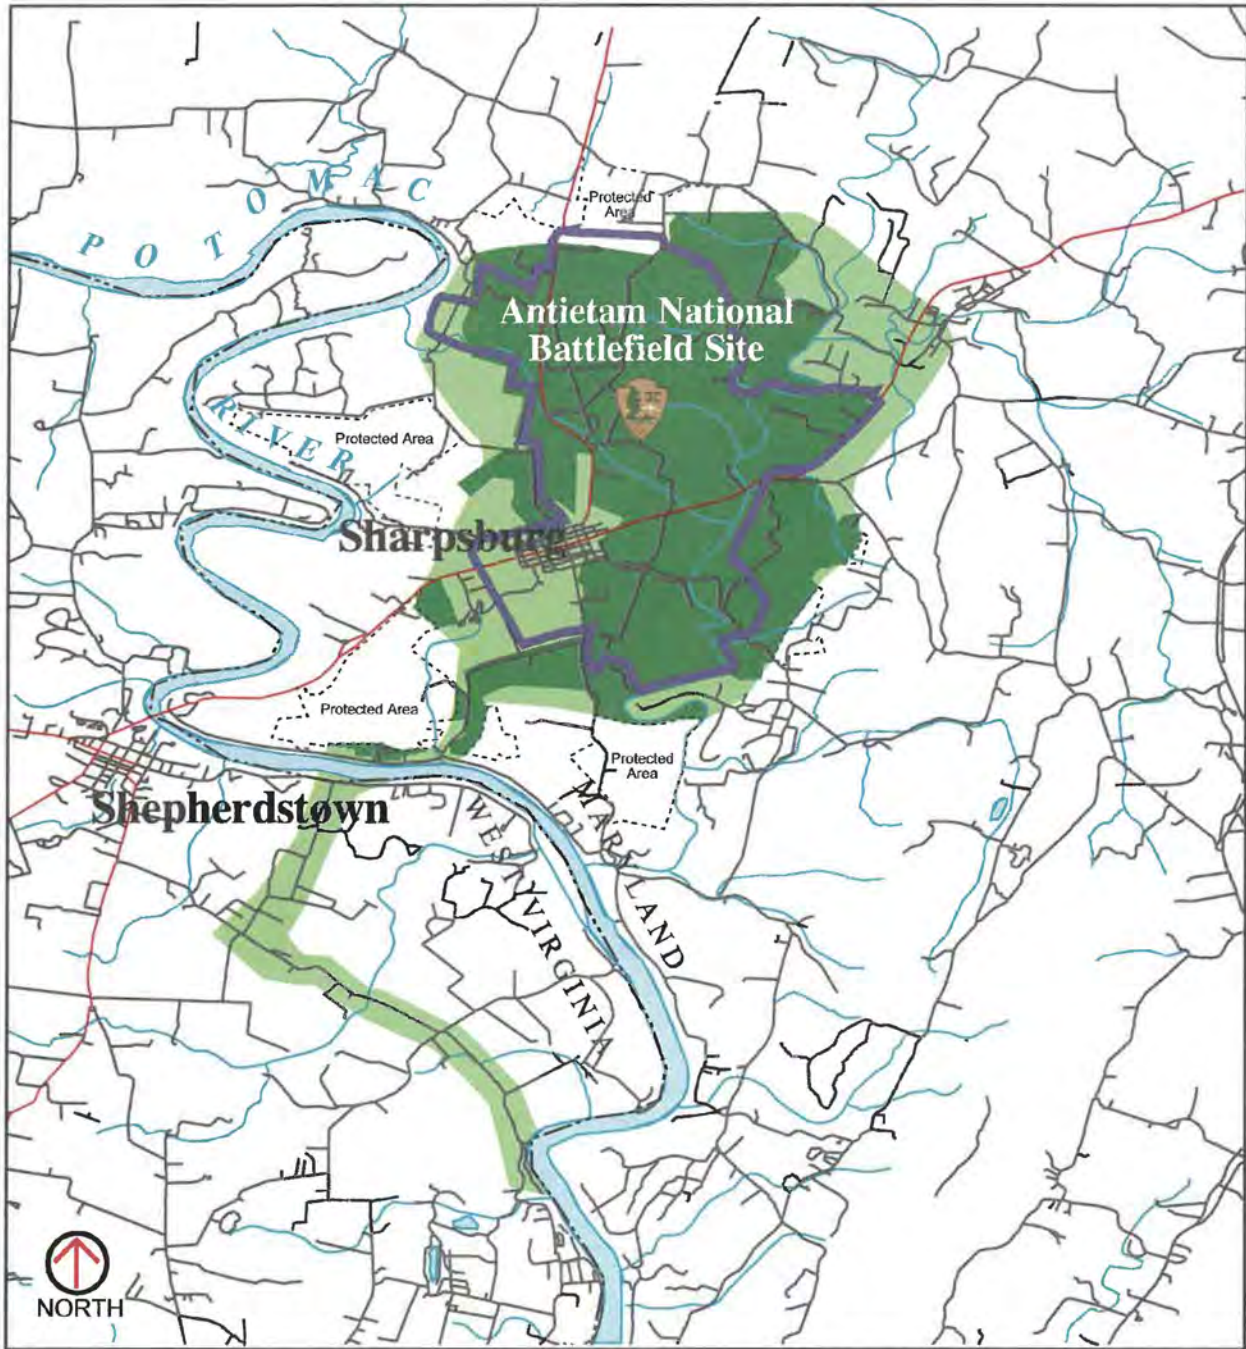 POTOMAC
RIVER
Protected
Area
Antietam National
Battlefield Site
Protected Area
Sharpsburg
Protected Area
Protected
Area
Shepherdstown
MARYLAND
WEST VIRGINIA
NORTH